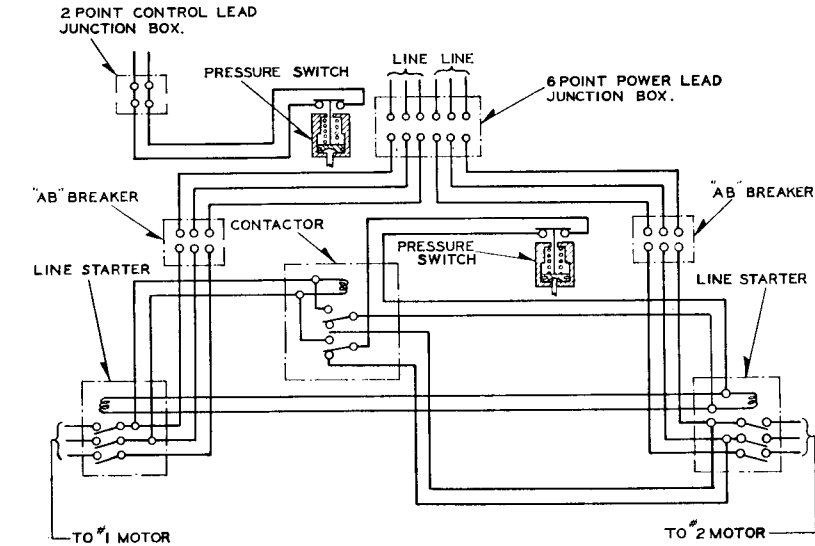 2 POINT CONTROL LEAD
JUNCTION BOX.
PRESSURE SWITCH
LINE LINE
6 POINT POWER LEAD
JUNCTION BOX.
"AB" BREAKER
CONTACTOR
PRESSURE
SWITCH
"AB" BREAKER
LINE STARTER
LINE STARTER
TO #1 MOTOR
TO #2 MOTOR